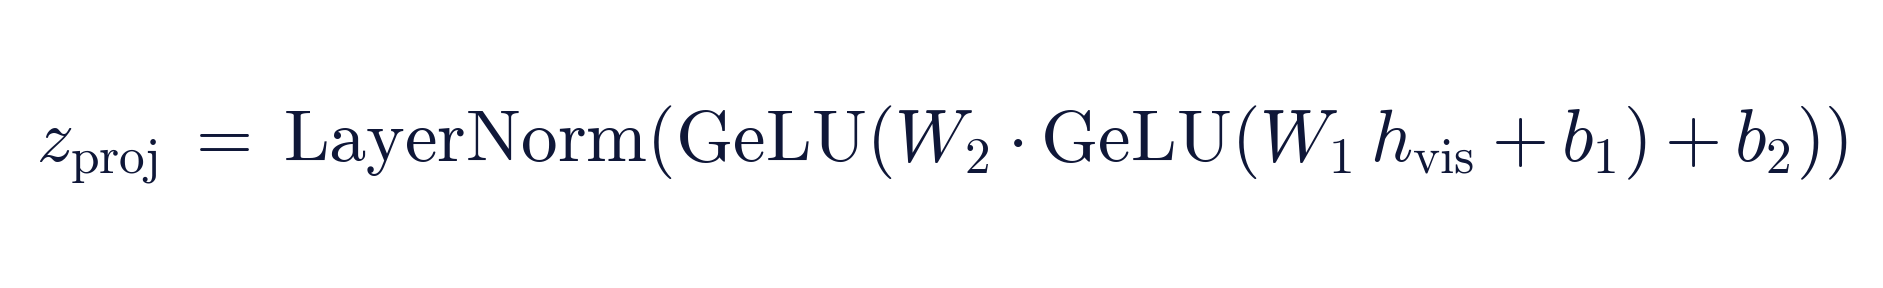 z_proj = LayerNorm(GeLU(W_2 · GeLU(W_1 h_vis + b_1) + b_2))